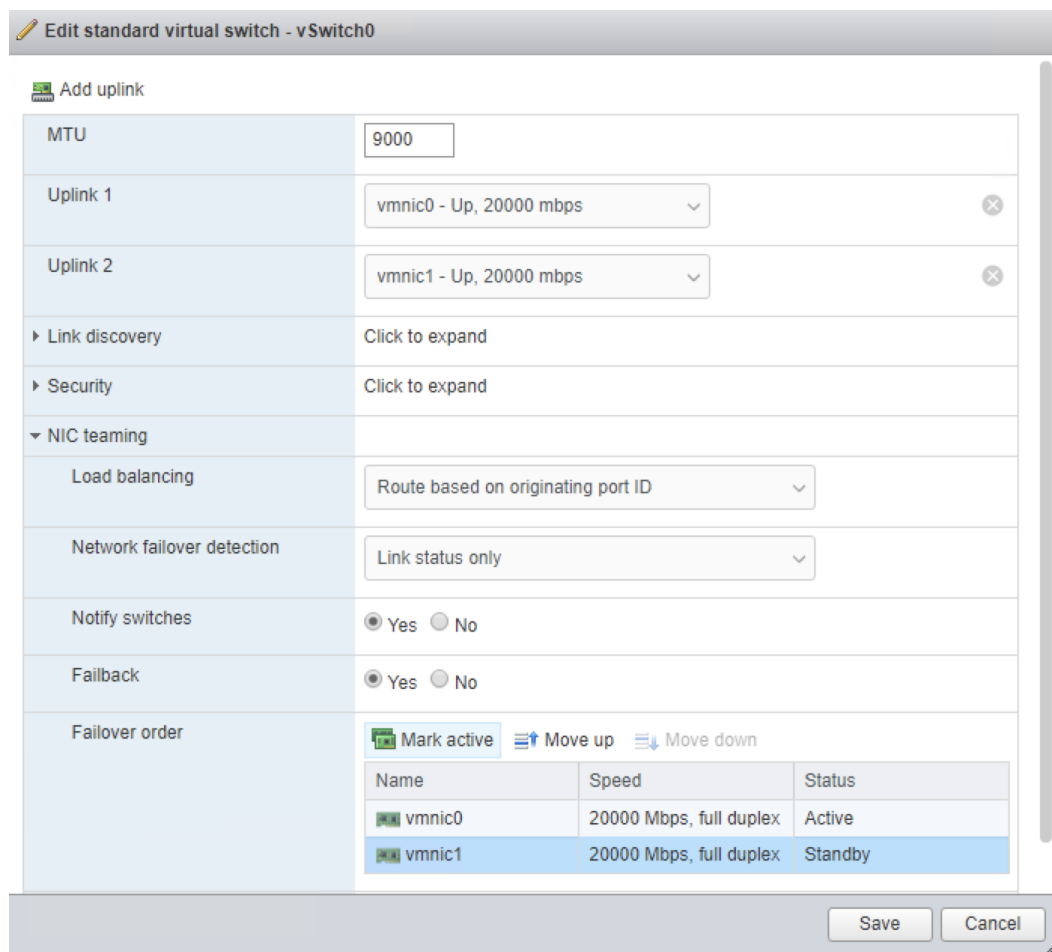 Edit standard virtual switch - vSwitch0
Add uplink
MTU 9000
Uplink 1 vmnic0 - Up, 20000 mbps
Uplink 2 vmnic1 - Up, 20000 mbps
Link discovery Click to expand
Security Click to expand
NIC teaming
Load balancing Route based on originating port ID
Network failover detection Link status only
Notify switches Yes No
Failback Yes No
Failover order Mark active Move up Move down
Name Speed Status
vmnic0 20000 Mbps, full duplex Active
vmnic1 20000 Mbps, full duplex Standby
Save Cancel